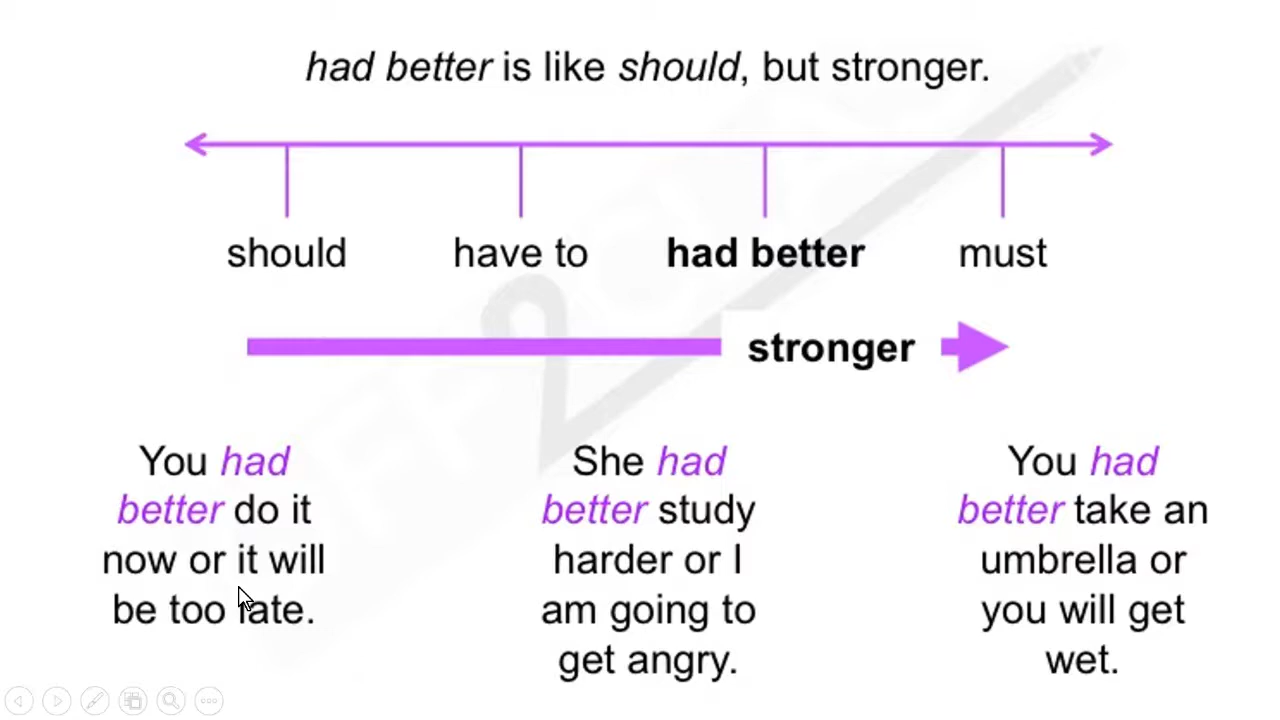 had better is like should, but stronger.
should have to had better must
stronger
You had
better do it
now or it will
be too late.
She had
better study
harder or I
am going to
get angry.
You had
better take an
umbrella or
you will get
wet.